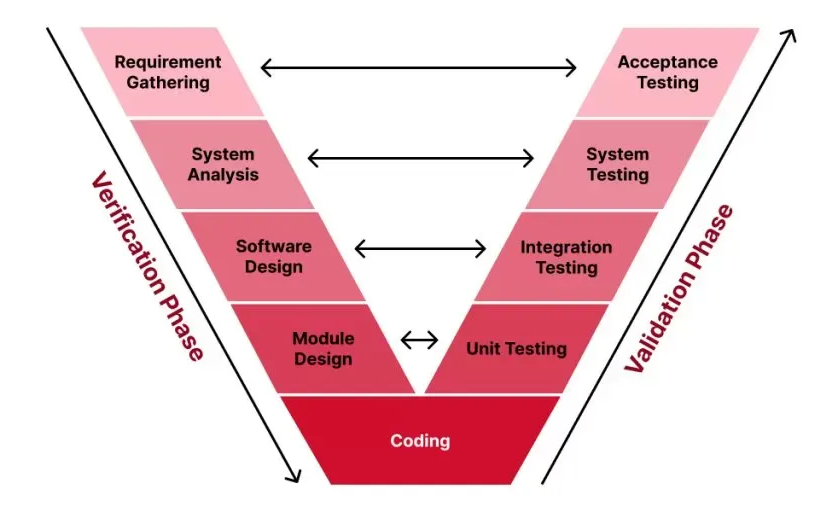 Requirement
Gathering
Acceptance
Testing
System
Analysis
System
Testing
Software
Design
Integration
Testing
Module
Design
Unit Testing
Coding
Verification Phase
Validation Phase